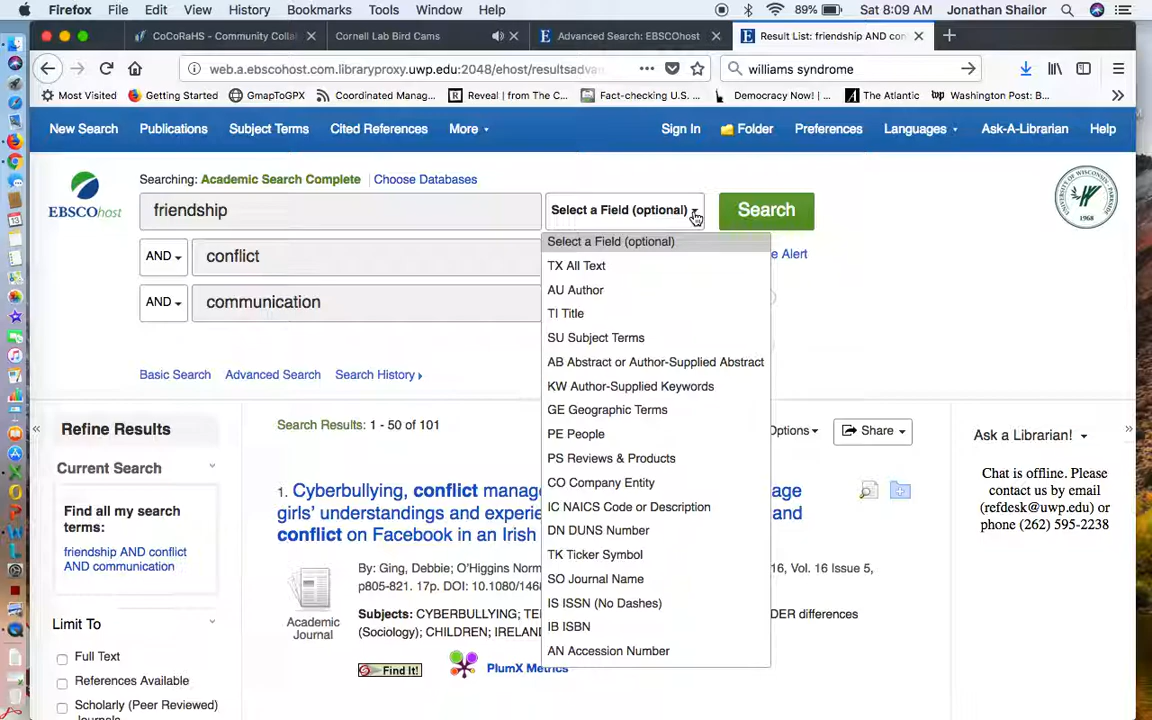 Firefox File Edit View History Bookmarks Tools Window Help 89% Sat 8:09 AM Jonathan Shailor
CoCoRaHS - Community Colla Cornell Lab Bird Cams E Advanced Search: EBSCOhost E Result List: friendship AND con
web.a.ebscohost.com.libraryproxy.uwp.edu:2048/ehost/resultsadva williams syndrome
Most Visited Getting Started GmapToGPX Coordinated Manag... R Reveal | from The C... Fact-checking U.S. ... Democracy Now! | ... A The Atlantic wp Washington Post: B...
New Search Publications Subject Terms Cited References More Sign In Folder Preferences Languages Ask-A-Librarian Help
Searching: Academic Search Complete Choose Databases
EBSCOhost
friendship Select a Field (optional) Search
Select a Field (optional)
AND conflict e Alert
TX All Text
AU Author
AND communication
TI Title
SU Subject Terms
AB Abstract or Author-Supplied Abstract
Basic Search Advanced Search Search History
KW Author-Supplied Keywords
GE Geographic Terms
PE People
PS Reviews & Products
CO Company Entity
IC NAICS Code or Description
DN DUNS Number
TK Ticker Symbol
SO Journal Name
IS ISSN (No Dashes)
IB ISBN
AN Accession Number
Refine Results
Current Search
Find all my search
terms:
friendship AND conflict
AND communication
Limit To
Full Text
References Available
Scholarly (Peer Reviewed)
Search Results: 1 - 50 of 101
Options Share
1. Cyberbullying, conflict manag age
girls' understandings and experie and
conflict on Facebook in an Irish
By: Ging, Debbie; O'Higgins Norm 16, Vol. 16 Issue 5,
p805-821. 17p. DOI: 10.1080/146
Academic
Journal
Subjects: CYBERBULLYING; TE DER differences
(Sociology); CHILDREN; IRELAN
Find It! PlumX Metrics
Ask a Librarian!
Chat is offline. Please
contact us by email
(refdesk@uwp.edu) or
phone (262) 595-2238